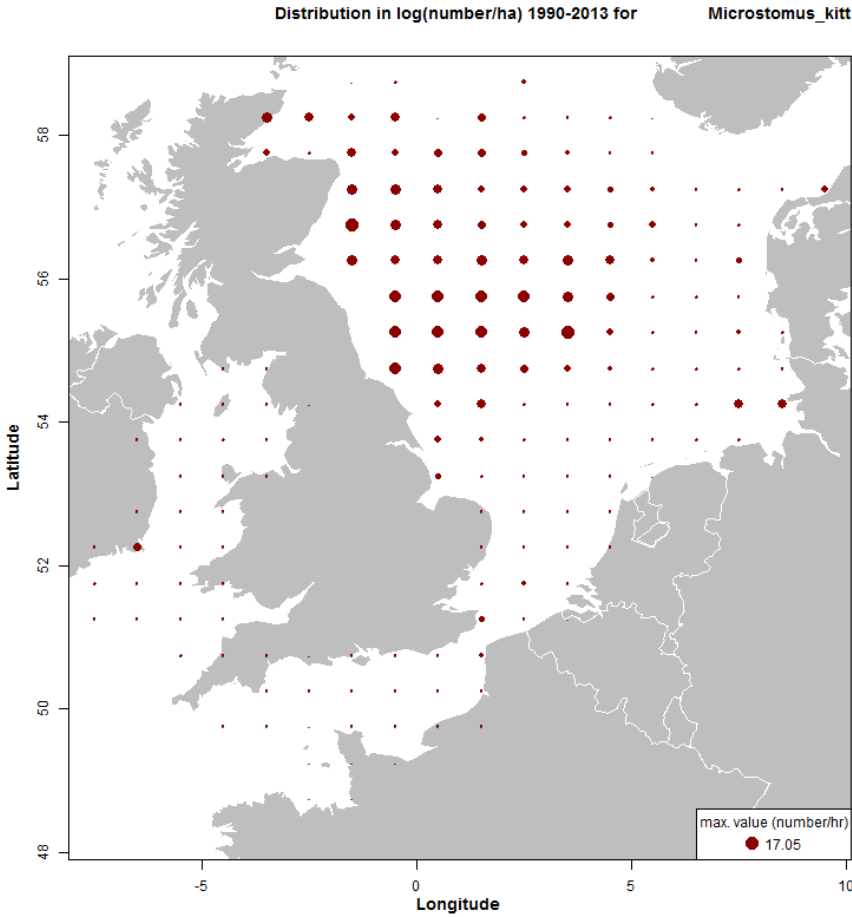 Distribution in log(number/ha) 1990-2013 for Microstomus_kitt
58
56
54
52
50
48
Latitude
-5
0
5
10
Longitude
max. value (number/hr)
17.05